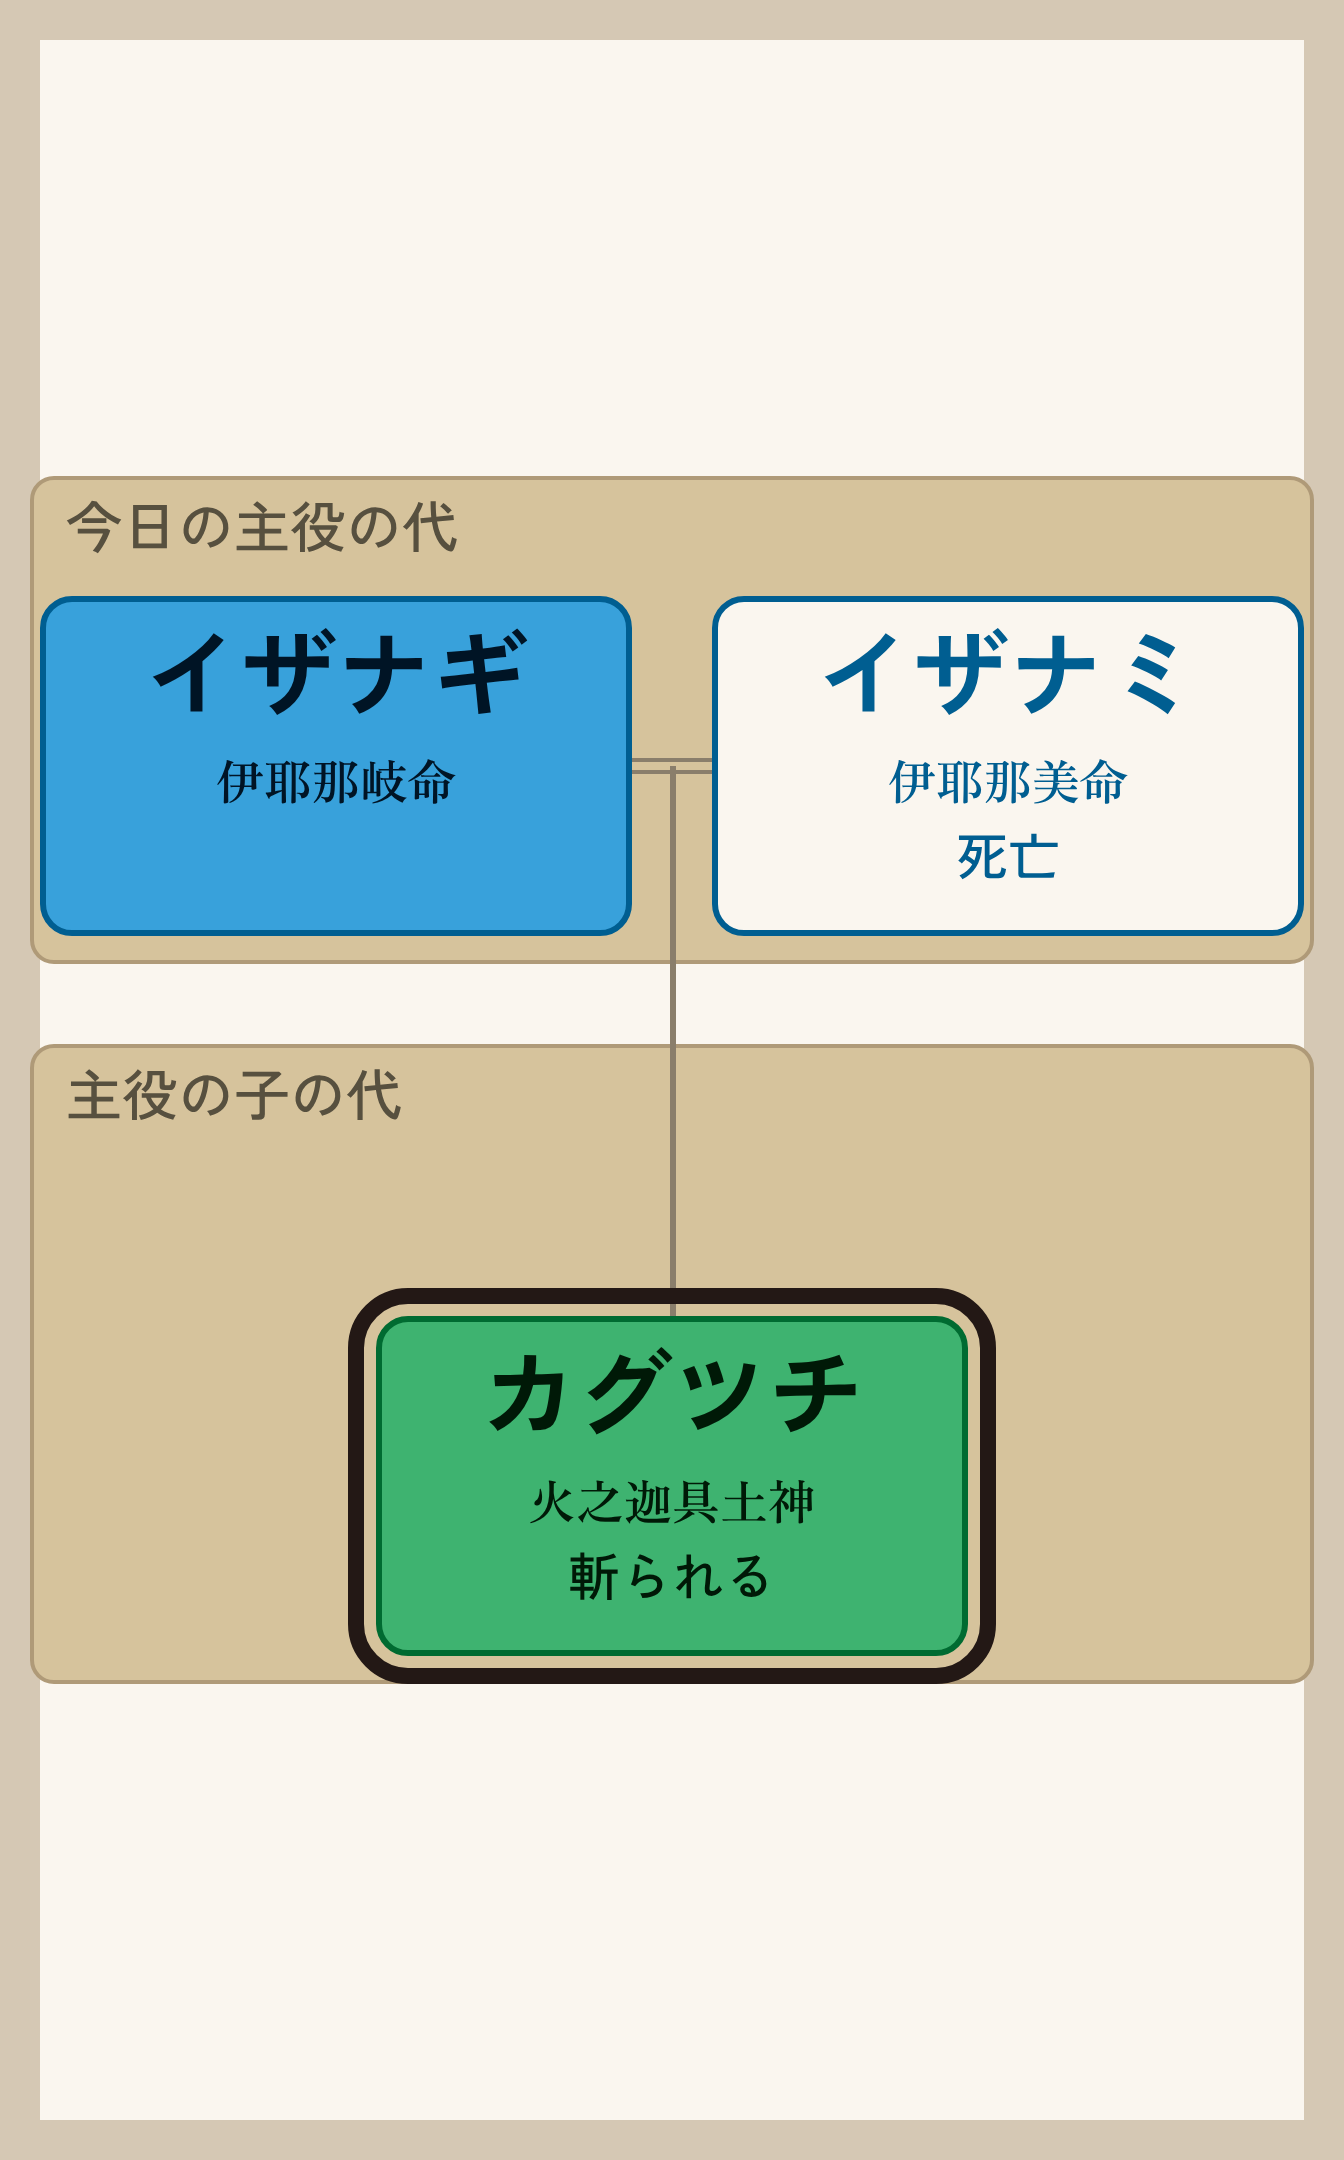 今日の主役の代
イザナギ
伊耶那岐命
イザナミ
伊耶那美命
死亡
主役の子の代
カグツチ
火之迦具土神
斬られる